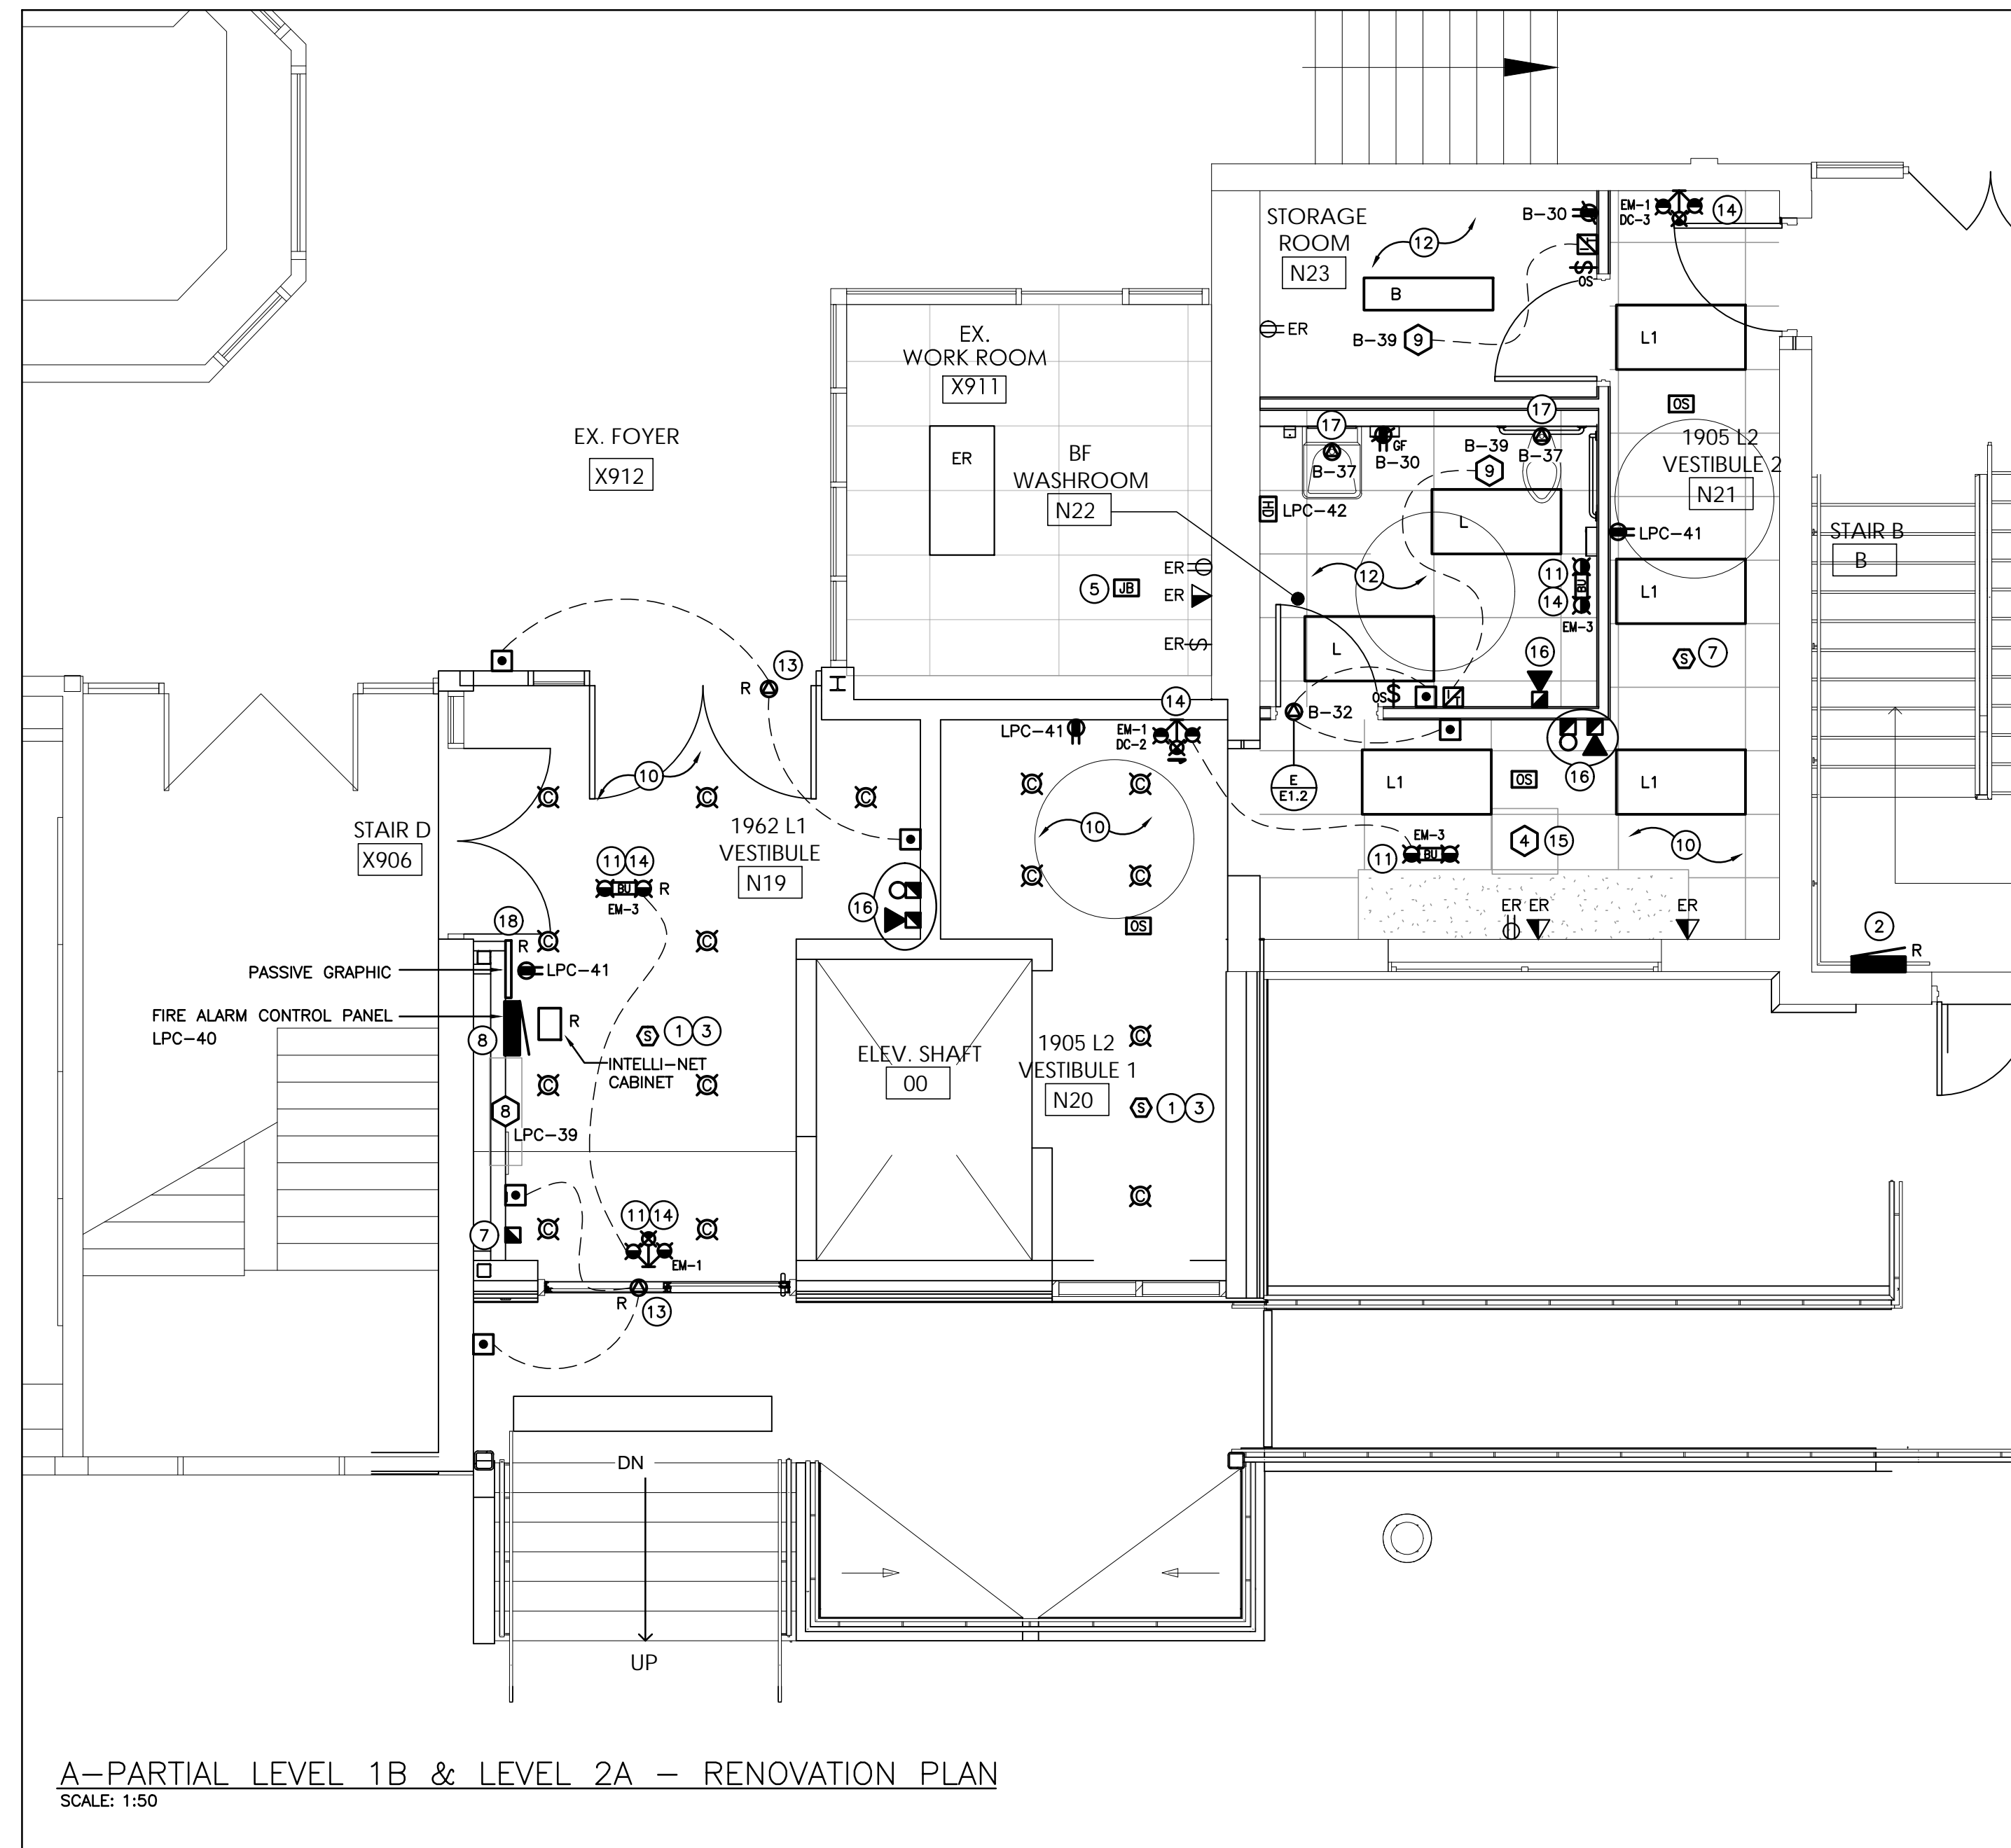 STORAGE
ROOM
N23
B-30
OS
12
B
ER
B-39 9
EM-1
DC-3
14
L1
OS
1905 L2
VESTIBULE 2
N21
LPC-41
L1
S 7
L1
EX.
WORK ROOM
X911
ER
BF
WASHROOM
N22
5 JB
ER
ER
ER
EX. FOYER
X912
17
B-37
GF
B-30
B-39
9
17
B-37
HD LPC-42
L
12
L
11
BU
14
EM-3
16
OS
B-32
E
E1.2
STAIR B
B
2
R
13
R
14
LPC-41
EM-1
DC-2
L1
OS
16
4 15
10
EM-3
11 BU
ER ER
ER
STAIR D
X906
10
C
C
C
1962 L1
VESTIBULE
N19
11 14
BU R
EM-3
16
C
C
10
C
C
OS
18
R
C
C
PASSIVE GRAPHIC
LPC-41
FIRE ALARM CONTROL PANEL
LPC-40
8
R
S 1 3
INTELLI-NET
CABINET
C
C
8
LPC-39
ELEV. SHAFT
00
1905 L2
VESTIBULE 1
N20
C
S 1 3
C
7
C
C
11 14
EM-1
R
13
DN
UP
A-PARTIAL LEVEL 1B & LEVEL 2A - RENOVATION PLAN
SCALE: 1:50